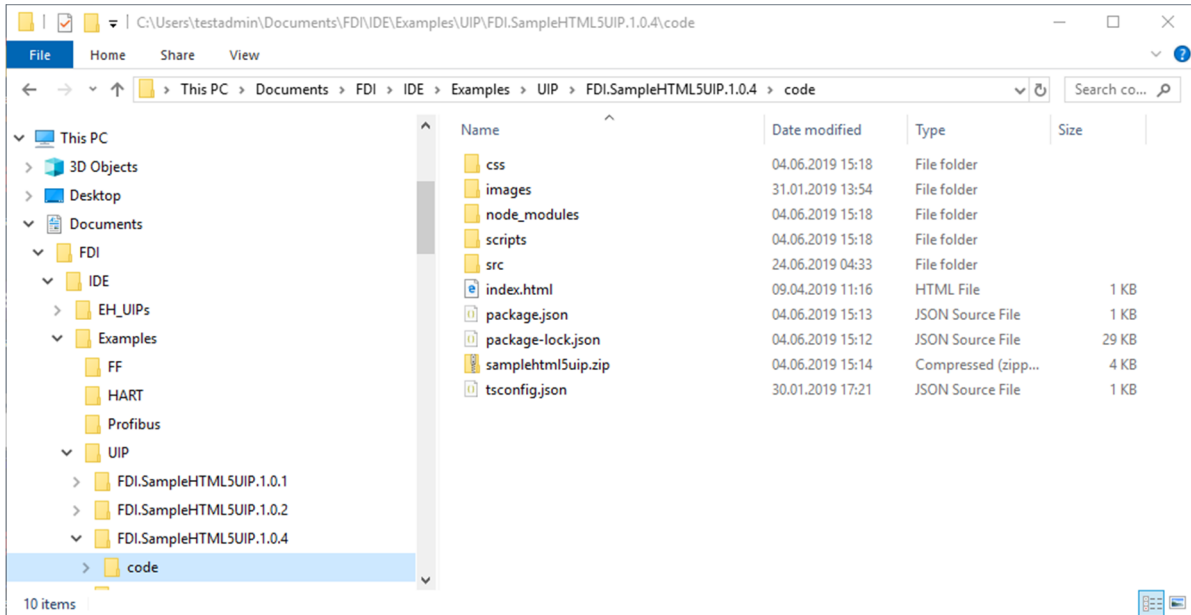 C:\Users\testadmin\Documents\FDI\IDE\Examples\UIP\FDI.SampleHTML5UIP.1.0.4\code
File Home Share View
This PC > Documents > FDI > IDE > Examples > UIP > FDI.SampleHTML5UIP.1.0.4 > code Search co...
This PC
3D Objects
Desktop
Documents
FDI
IDE
EH_UIPs
Examples
FF
HART
Profibus
UIP
FDI.SampleHTML5UIP.1.0.1
FDI.SampleHTML5UIP.1.0.2
FDI.SampleHTML5UIP.1.0.4
code
Name Date modified Type Size
css 04.06.2019 15:18 File folder
images 31.01.2019 13:54 File folder
node_modules 04.06.2019 15:18 File folder
scripts 04.06.2019 15:18 File folder
src 24.06.2019 04:33 File folder
index.html 09.04.2019 11:16 HTML File 1 KB
package.json 04.06.2019 15:13 JSON Source File 1 KB
package-lock.json 04.06.2019 15:12 JSON Source File 29 KB
samplehtml5uip.zip 04.06.2019 15:14 Compressed (zipp... 4 KB
tsconfig.json 30.01.2019 17:21 JSON Source File 1 KB
10 items